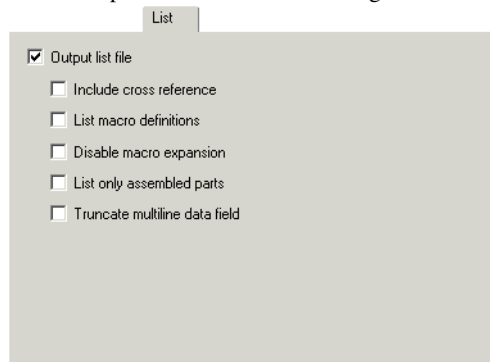 List
Output list file
Include cross reference
List macro definitions
Disable macro expansion
List only assembled parts
Truncate multiline data field